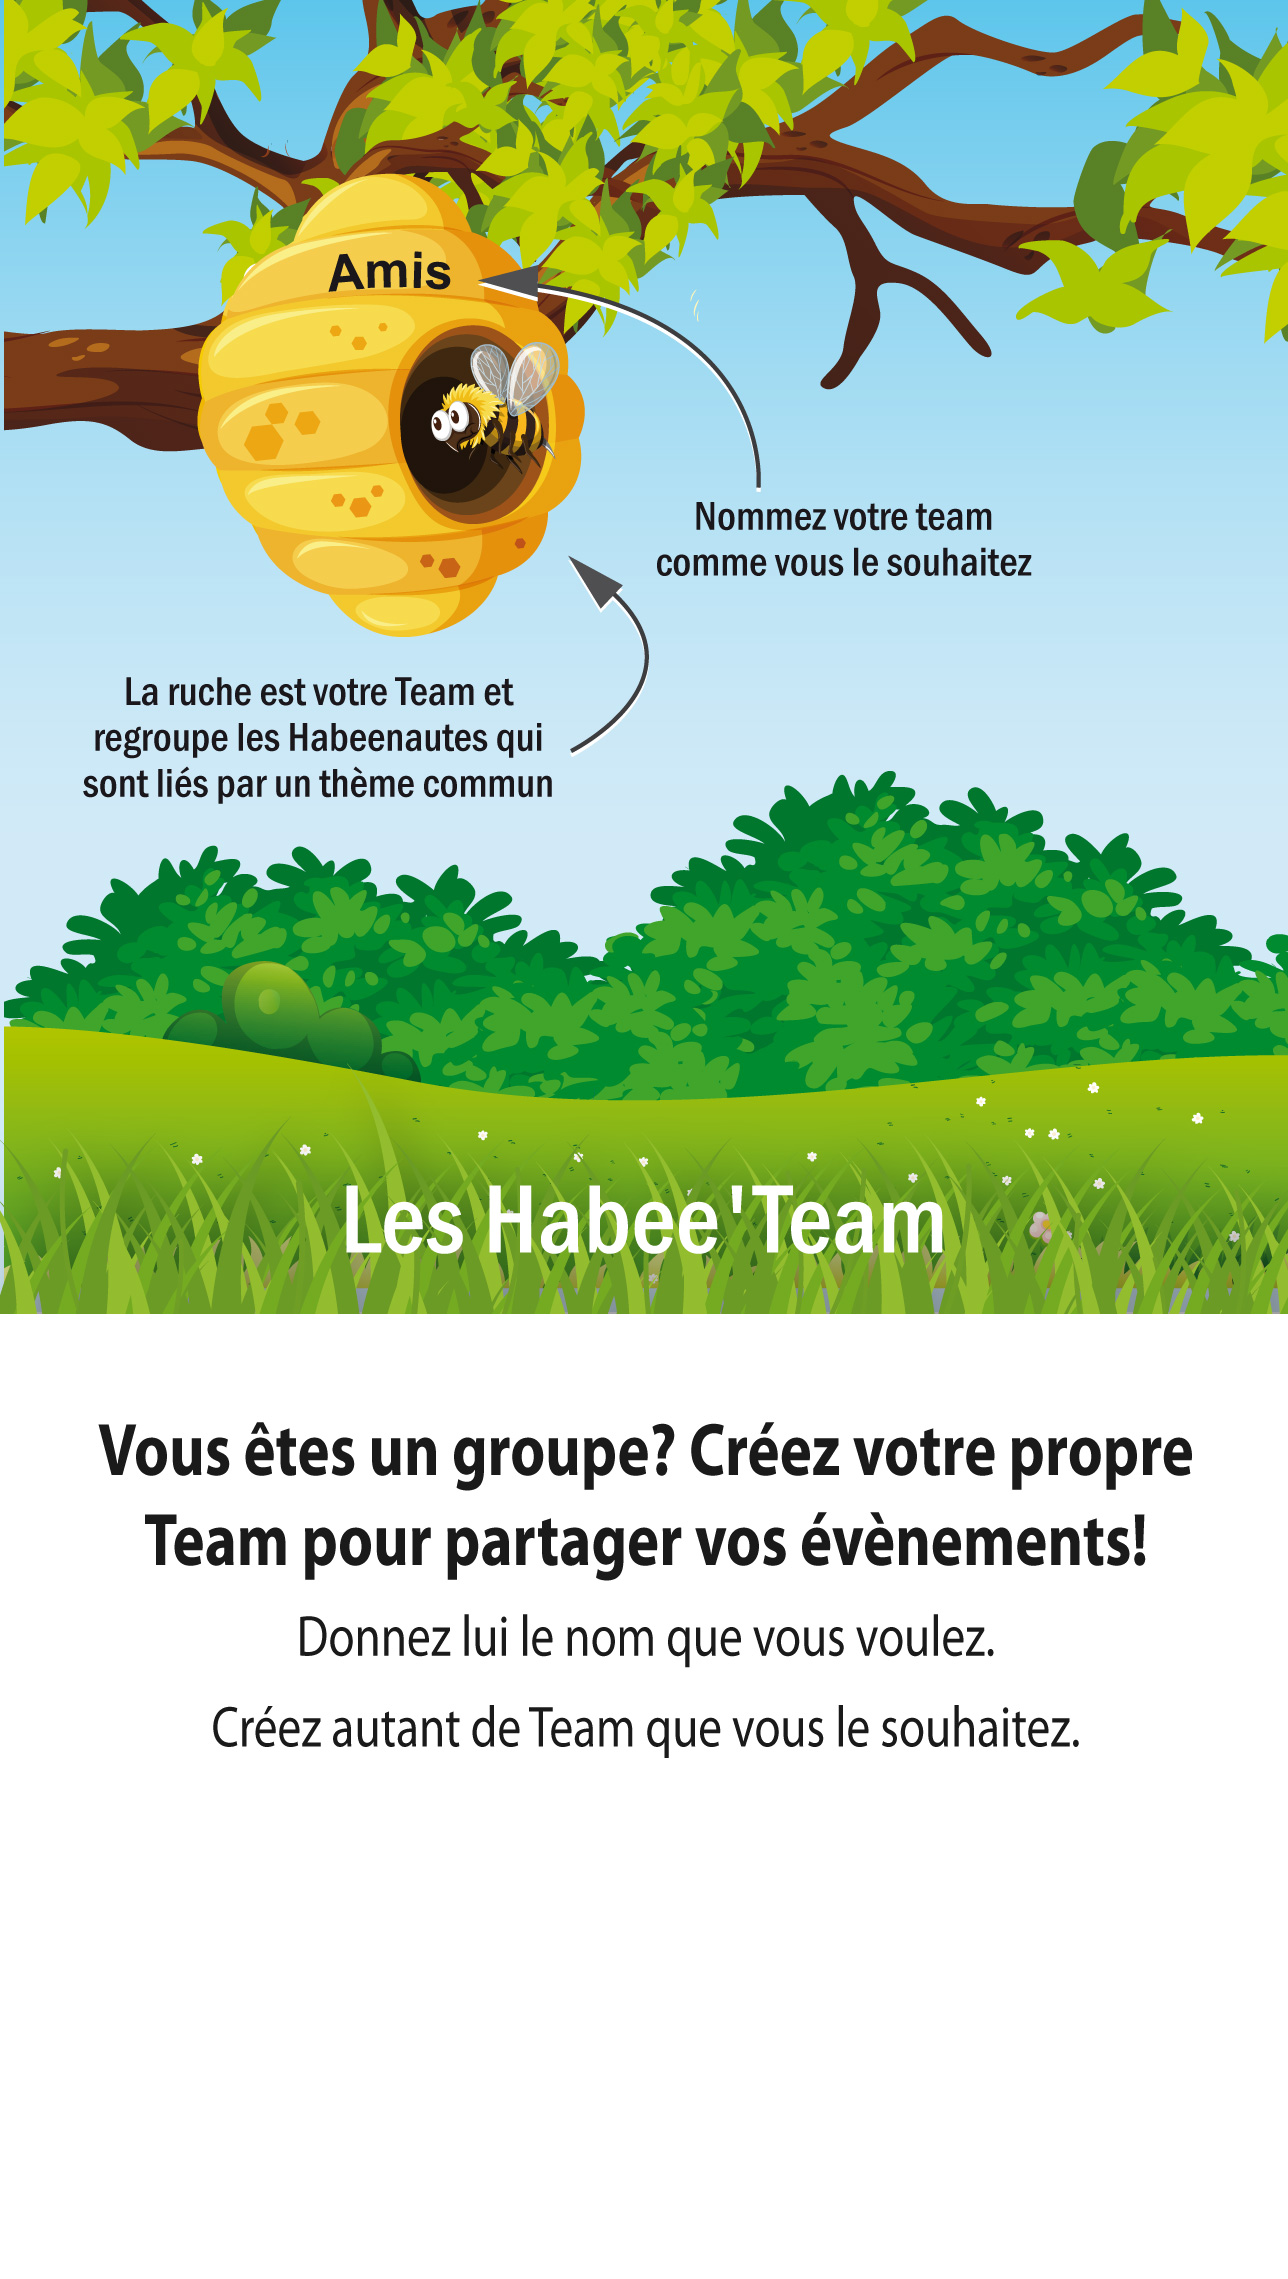 Amis
Nommez votre team
comme vous le souhaitez
La ruche est votre Team et
regroupe les Habeenautes qui
sont liés par un thème commun
Les Habee'Team
Vous êtes un groupe? Créez votre propre
Team pour partager vos évènements!
Donnez lui le nom que vous voulez.
Créez autant de Team que vous le souhaitez.